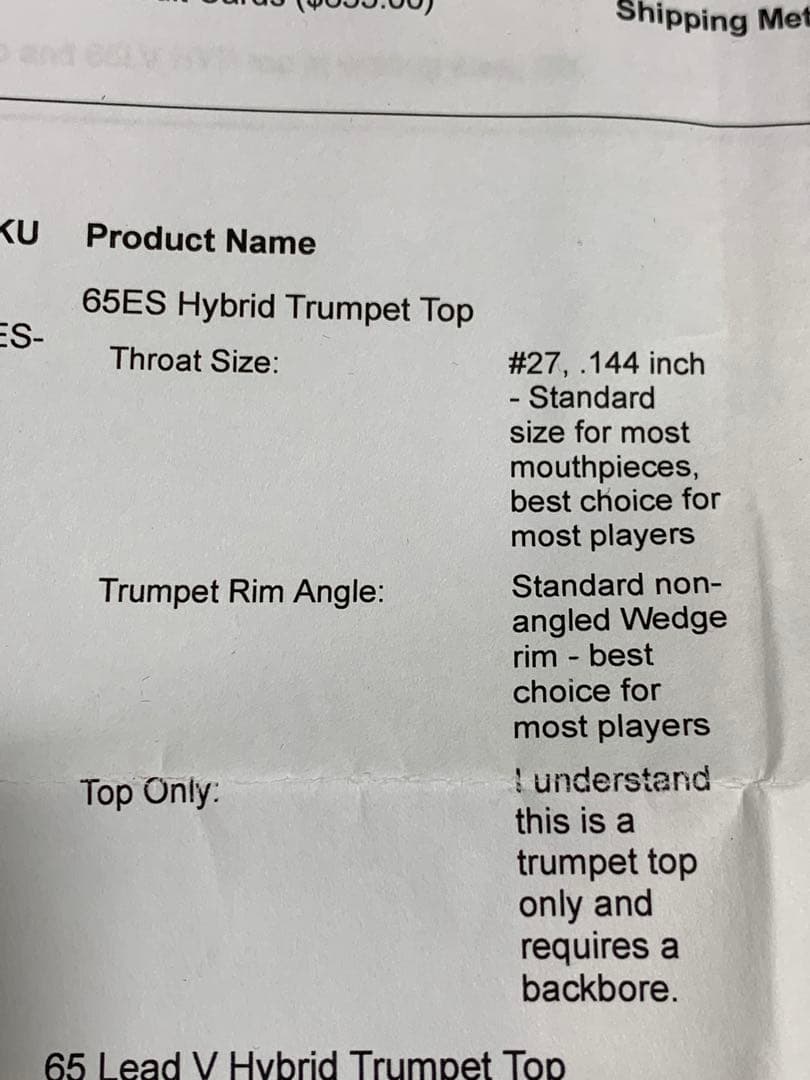 Shipping Met
KU Product Name
65ES Hybrid Trumpet Top
ES-
Throat Size: #27, .144 inch
- Standard
size for most
mouthpieces,
best choice for
most players
Trumpet Rim Angle: Standard non-
angled Wedge
rim - best
choice for
most players
Top Only: I understand
this is a
trumpet top
only and
requires a
backbore.
65 Lead V Hybrid Trumpet Top